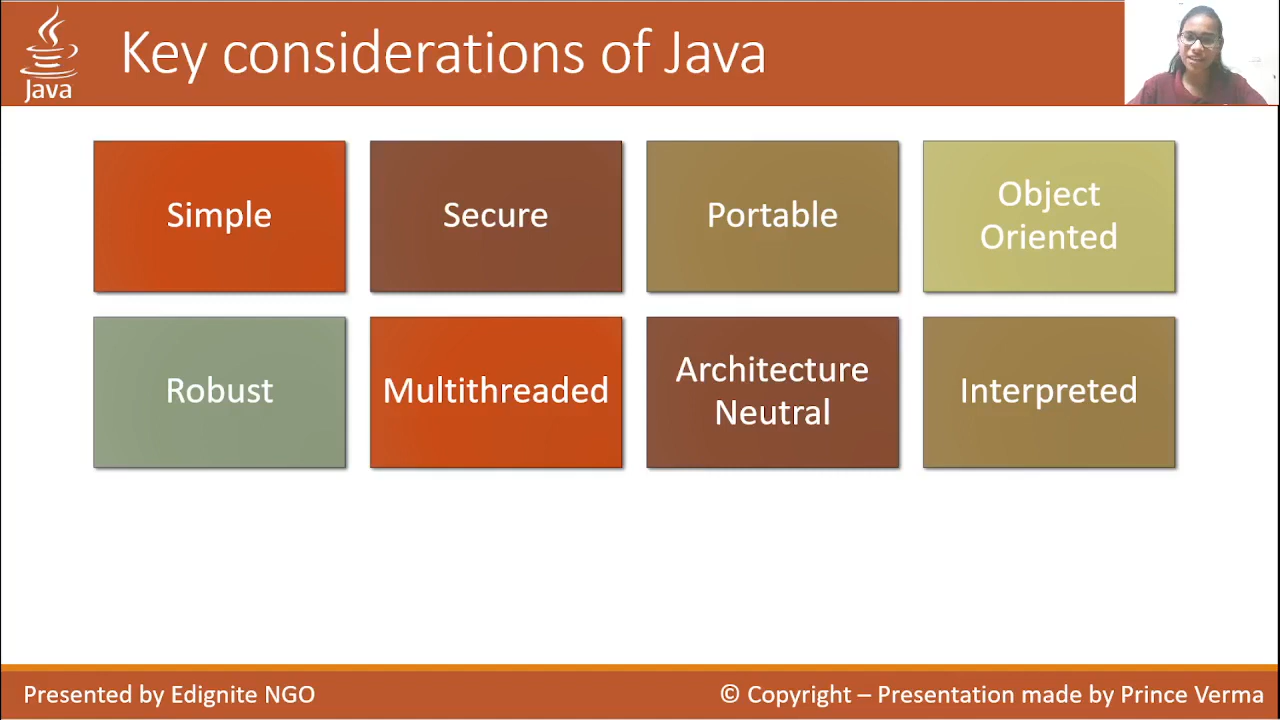 Java
Key considerations of Java
Simple
Secure
Portable
Object
Oriented
Robust
Multithreaded
Architecture
Neutral
Interpreted
Presented by Edignite NGO
© Copyright – Presentation made by Prince Verma